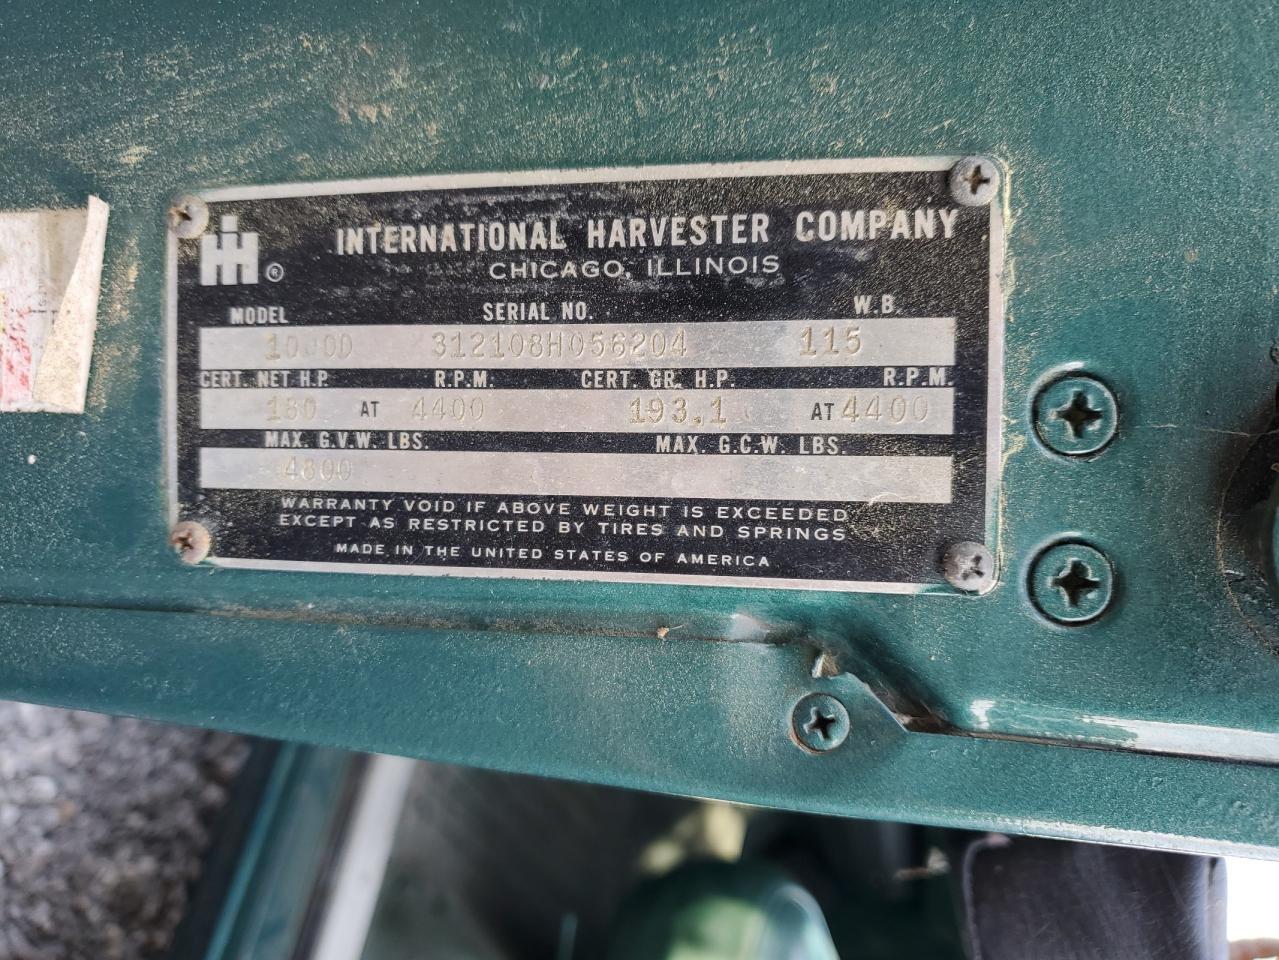 IH ®
INTERNATIONAL HARVESTER COMPANY
CHICAGO, ILLINOIS
MODEL SERIAL NO. W.B.
1000D 312108H056204 115
CERT. NET H.P. R.P.M. CERT. GR. H.P. R.P.M.
180 AT 4400 193.1 AT 4400
MAX. G.V.W. LBS. MAX. G.C.W. LBS.
4800
WARRANTY VOID IF ABOVE WEIGHT IS EXCEEDED
EXCEPT AS RESTRICTED BY TIRES AND SPRINGS
MADE IN THE UNITED STATES OF AMERICA